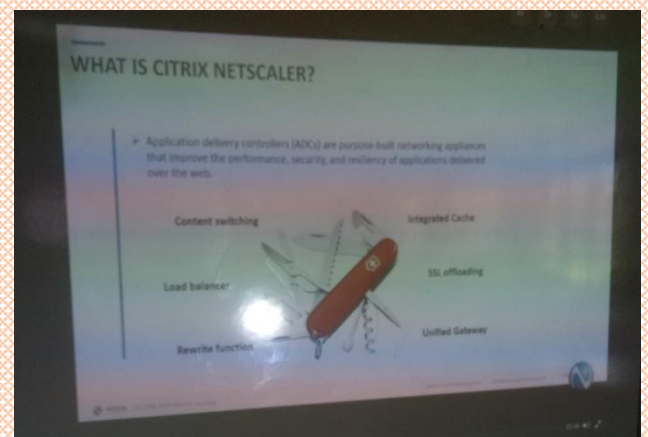 WHAT IS CITRIX NETSCALER?
➤ Application delivery controllers (ADCs) are purpose-built networking appliances
that improve the performance, security, and resiliency of applications delivered
over the web.
Content switching
Integrated Cache
Load balancer
SSL offloading
Rewrite function
Unified Gateway